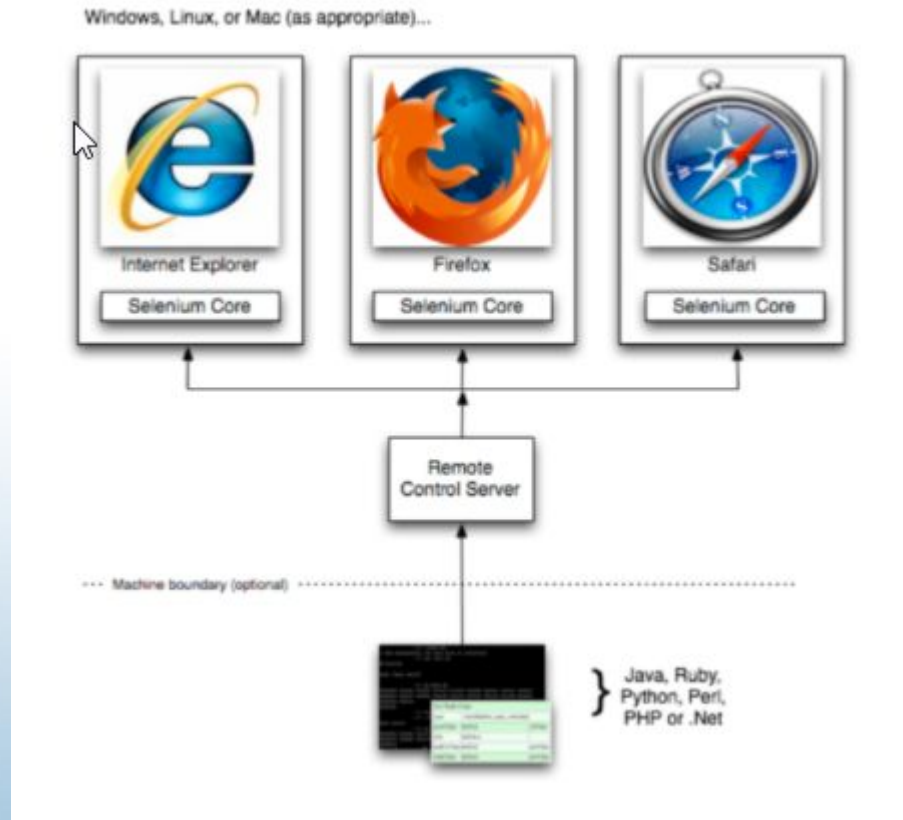 Windows, Linux, or Mac (as appropriate)...
Internet Explorer
Firefox
Safari
Selenium Core
Selenium Core
Selenium Core
Remote
Control Server
Machine boundary (optional)
Java, Ruby,
Python, Perl,
PHP or .Net